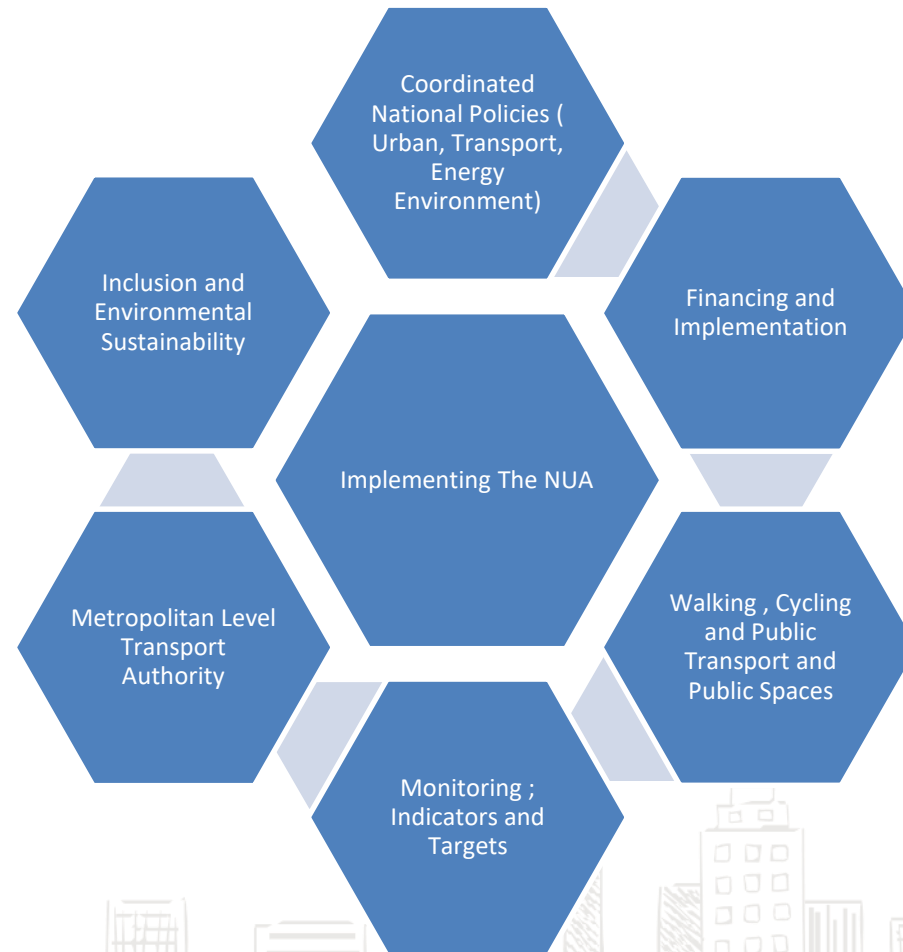 Coordinated
National Policies (
Urban, Transport,
Energy
Environment)
Inclusion and
Environmental
Sustainability
Financing and
Implementation
Implementing The NUA
Metropolitan Level
Transport
Authority
Walking , Cycling
and Public
Transport and
Public Spaces
Monitoring ;
Indicators and
Targets